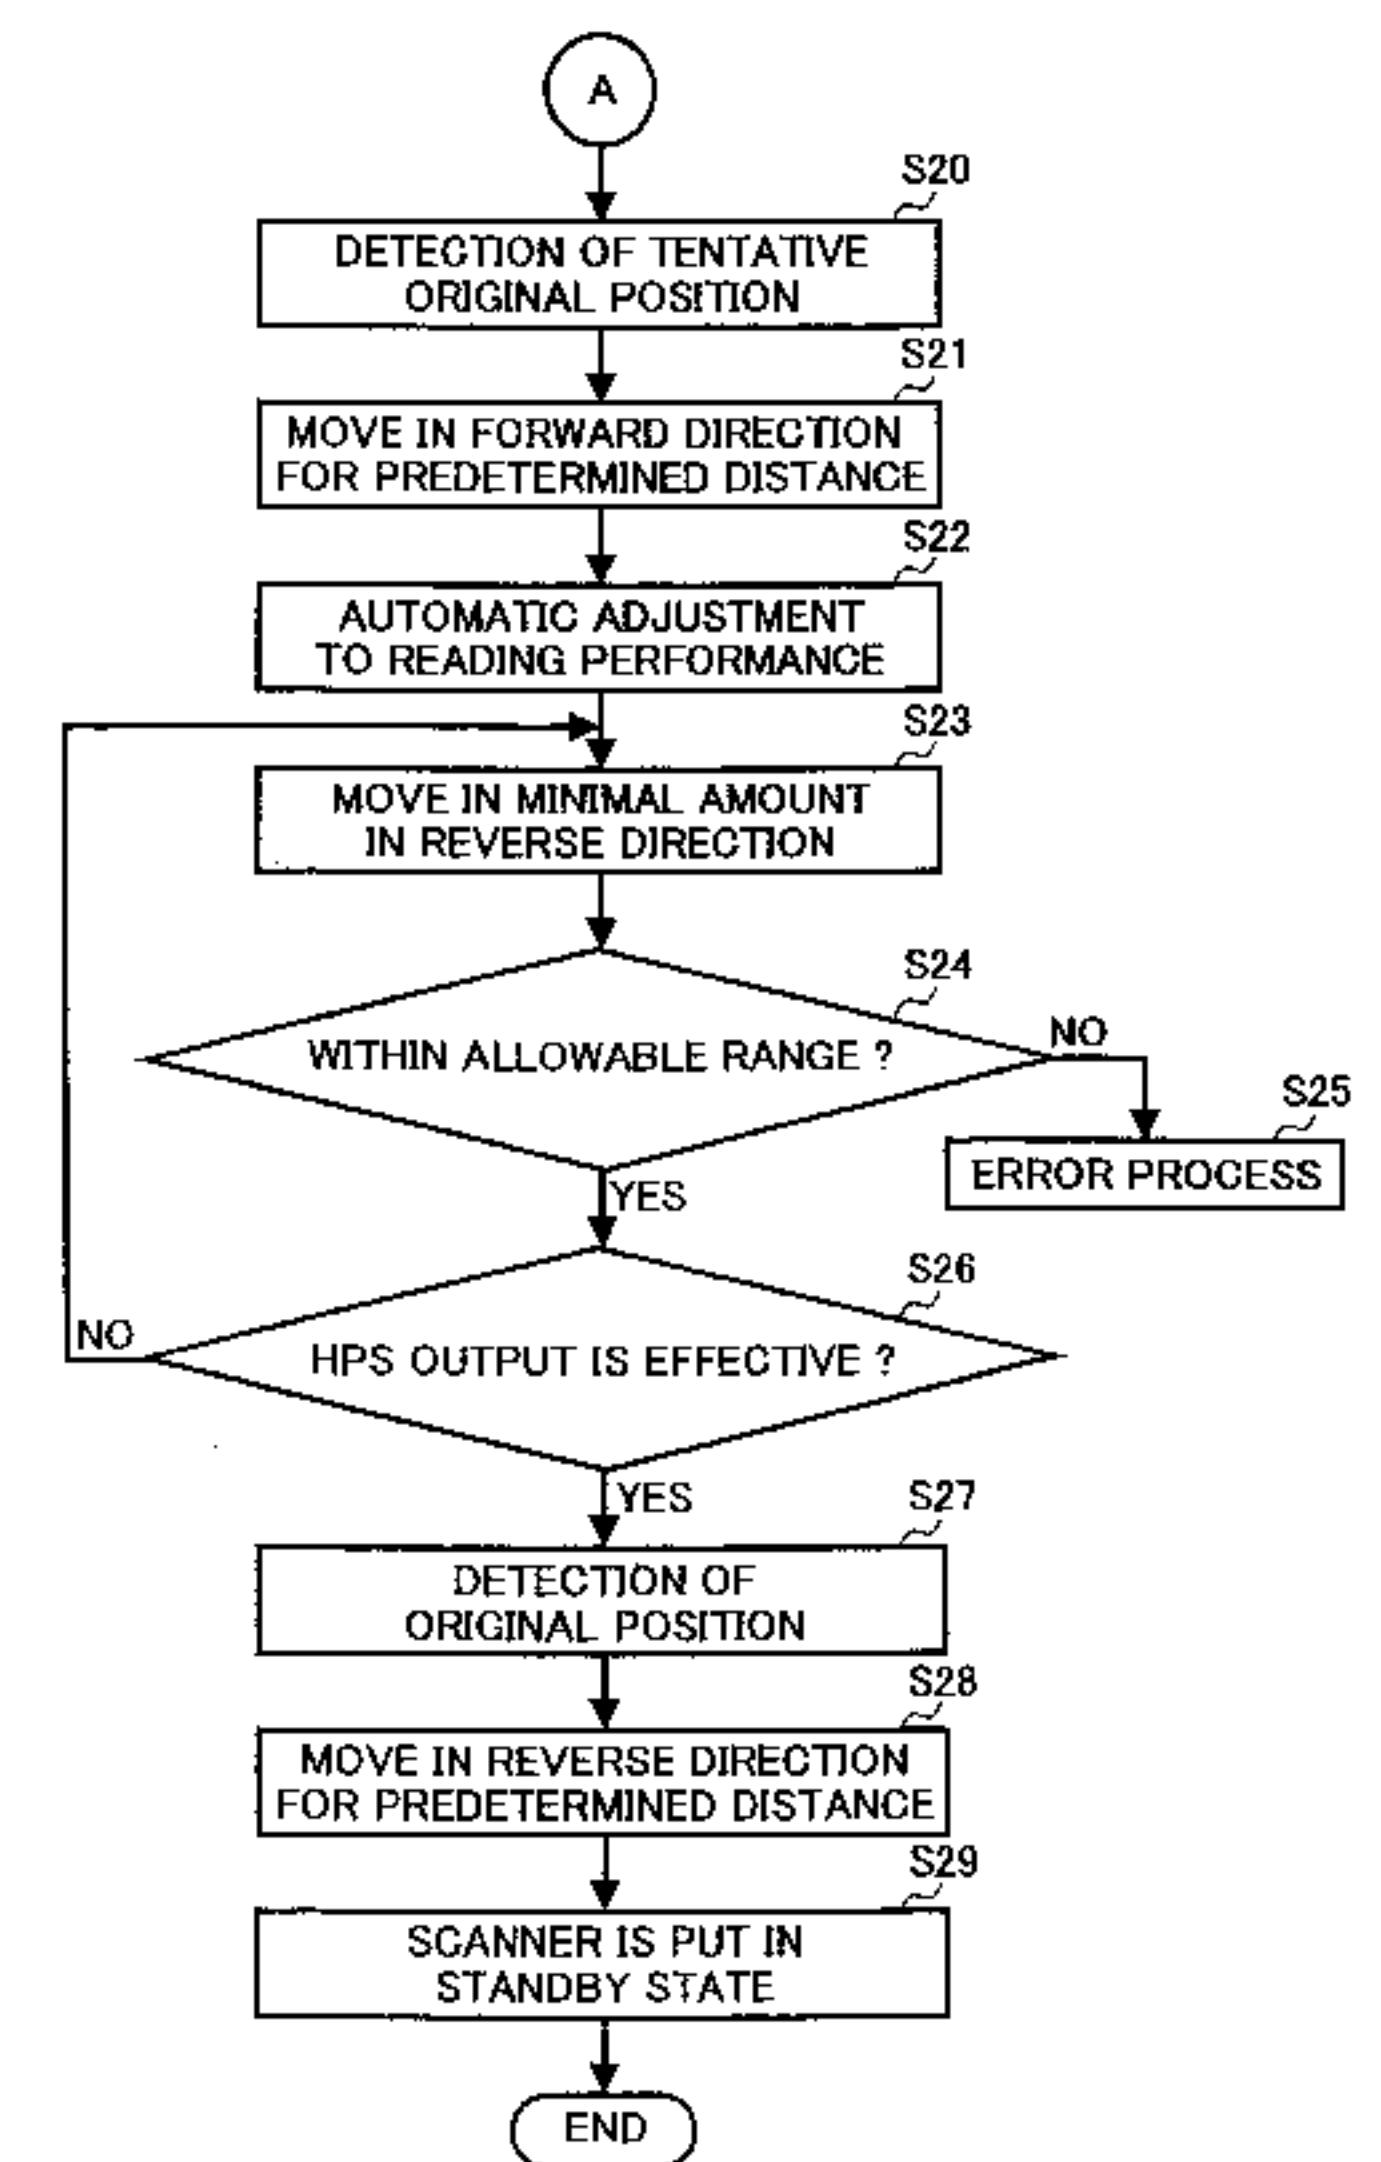 A
S20
DETECTION OF TENTATIVE
ORIGINAL POSITION
S21
MOVE IN FORWARD DIRECTION
FOR PREDETERMINED DISTANCE
S22
AUTOMATIC ADJUSTMENT
TO READING PERFORMANCE
S23
MOVE IN MINIMAL AMOUNT
IN REVERSE DIRECTION
S24
WITHIN ALLOWABLE RANGE ?
NO
S25
ERROR PROCESS
YES
S26
HPS OUTPUT IS EFFECTIVE ?
NO
YES
S27
DETECTION OF
ORIGINAL POSITION
S28
MOVE IN REVERSE DIRECTION
FOR PREDETERMINED DISTANCE
S29
SCANNER IS PUT IN
STANDBY STATE
END